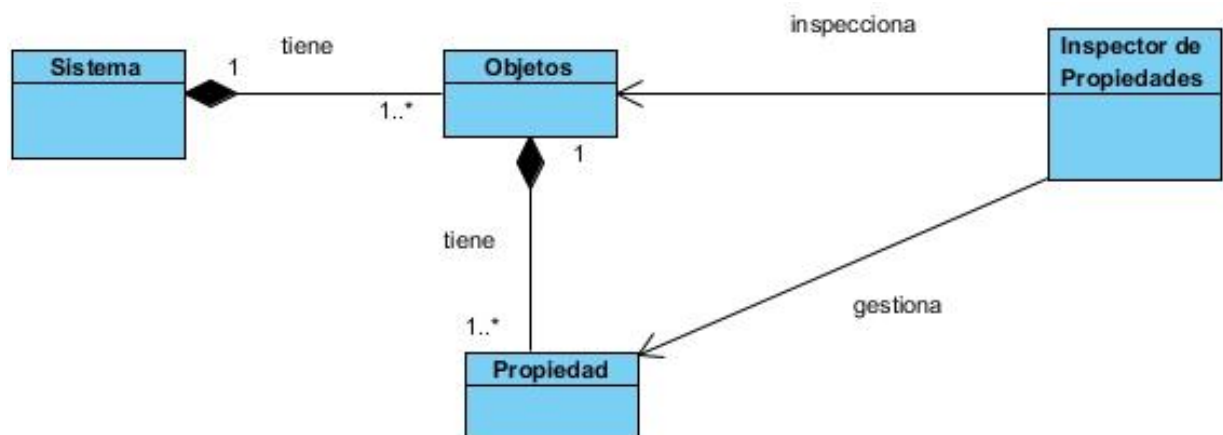 inspecciona
Inspector de
Propiedades
tiene
Sistema
1
Objetos
1..*
1
tiene
gestiona
1..*
Propiedad